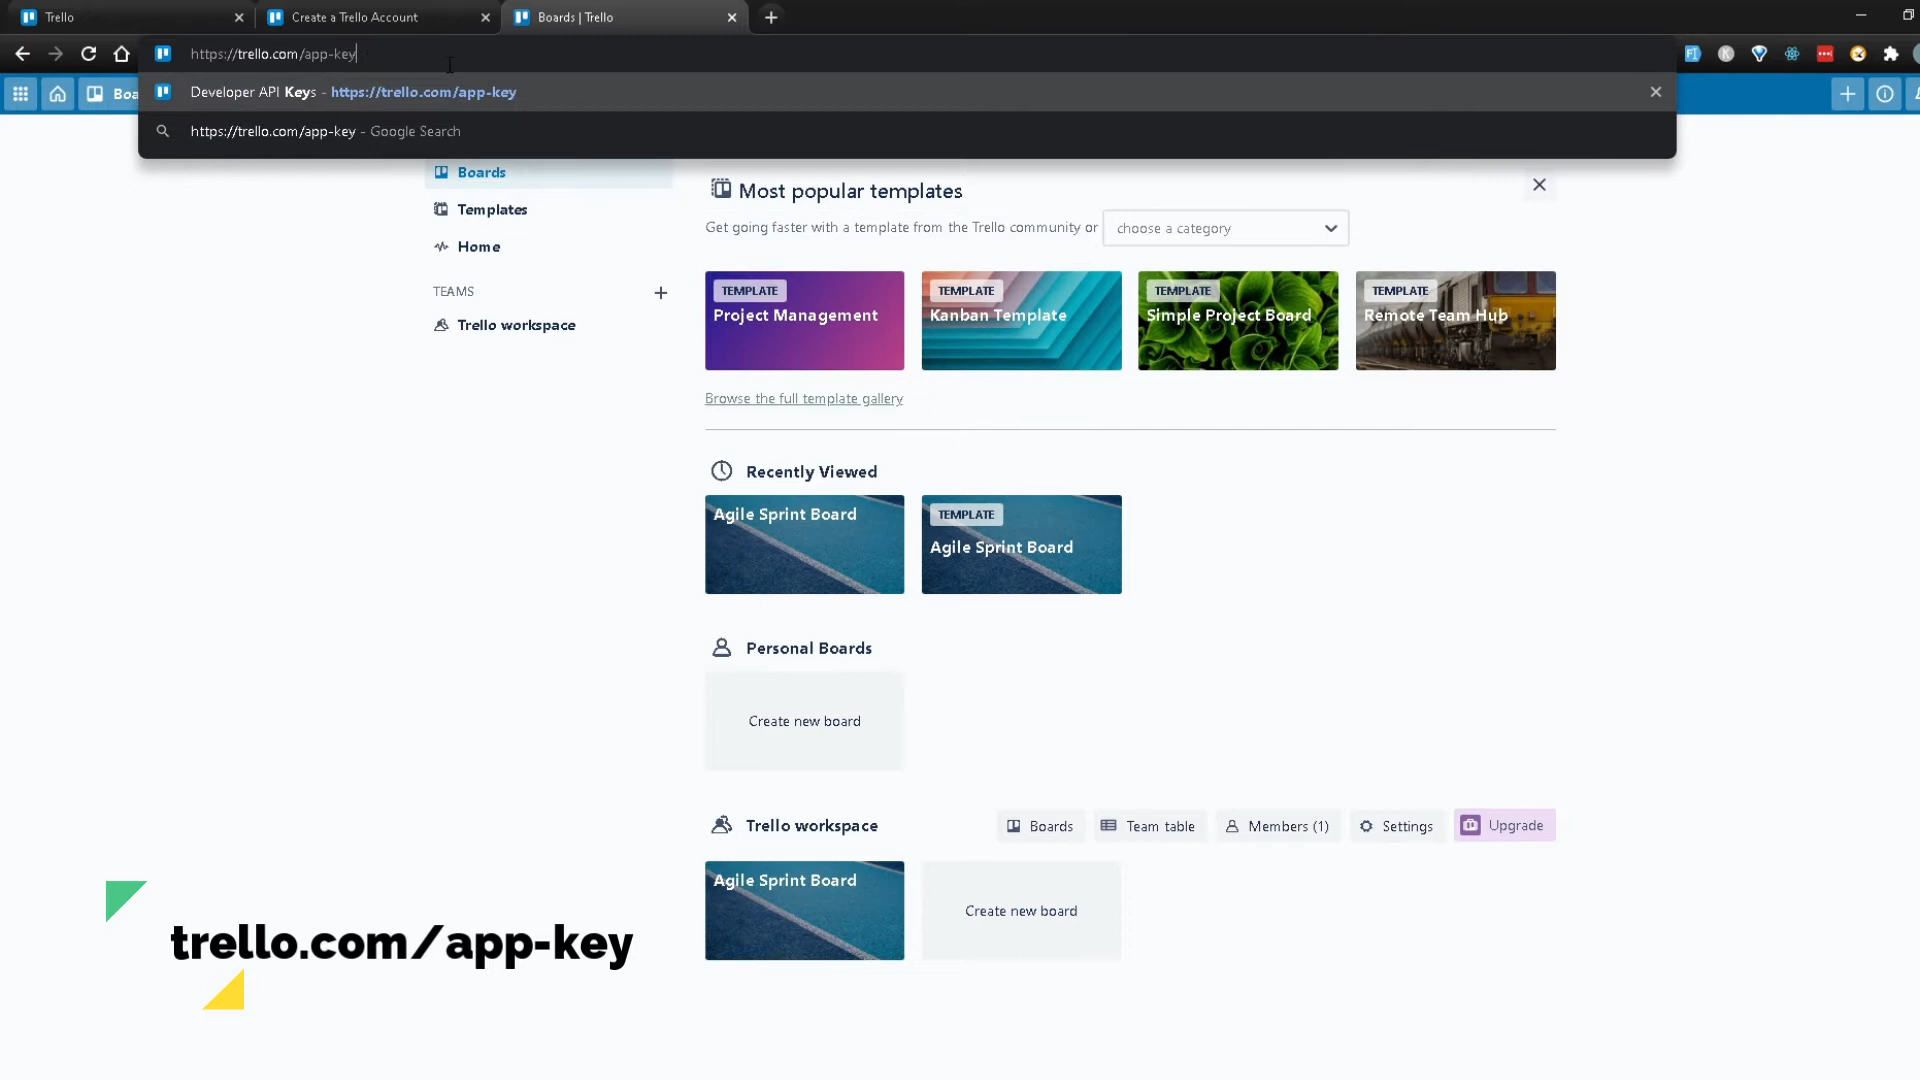 Trello
Create a Trello Account
Boards | Trello
https://trello.com/app-key
Developer API Keys - https://trello.com/app-key
https://trello.com/app-key - Google Search
Boa
Boards
Templates
Home
TEAMS
Trello workspace
Most popular templates
Get going faster with a template from the Trello community or
choose a category
TEMPLATE
Project Management
TEMPLATE
Kanban Template
TEMPLATE
Simple Project Board
TEMPLATE
Remote Team Hub
Browse the full template gallery
Recently Viewed
Agile Sprint Board
TEMPLATE
Agile Sprint Board
Personal Boards
Create new board
Trello workspace
Boards
Team table
Members (1)
Settings
Upgrade
Agile Sprint Board
Create new board
trello.com/app-key